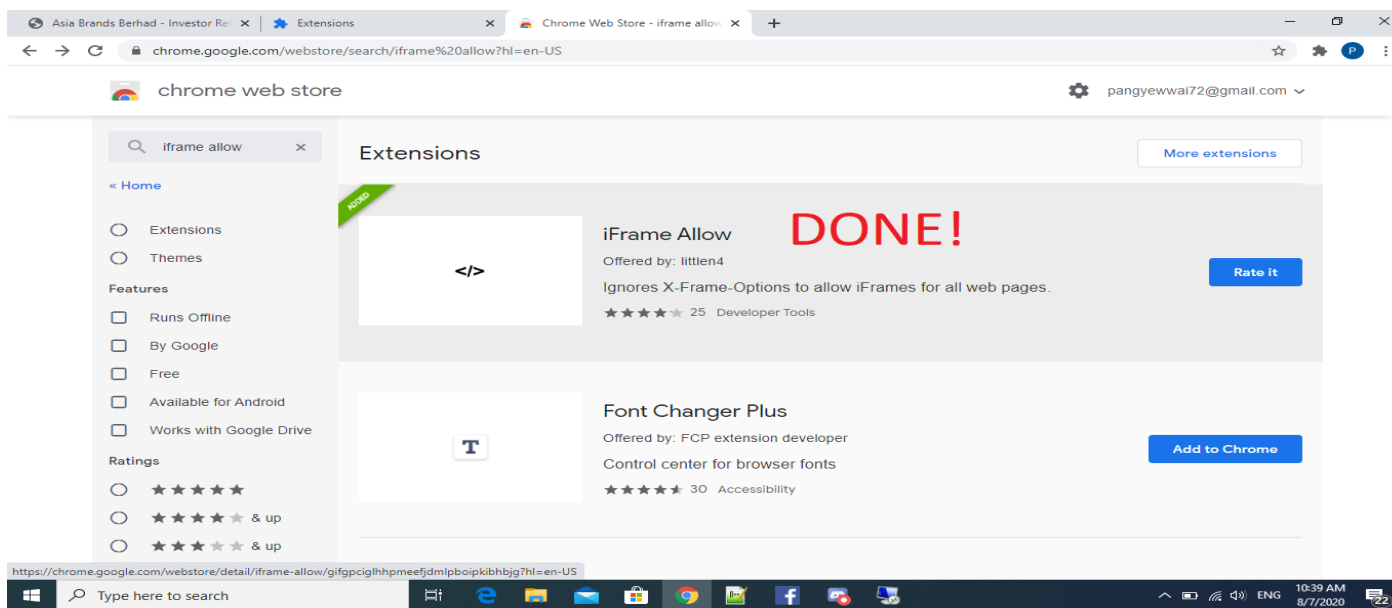 Asia Brands Berhad - Investor Rel
Extensions
Chrome Web Store - iframe allow
chrome.google.com/webstore/search/iframe%20allow?hl=en-US
P
chrome web store
pangyewwai72@gmail.com
iframe allow
« Home
Extensions
Themes
Features
Runs Offline
By Google
Free
Available for Android
Works with Google Drive
Ratings
& up
& up
Extensions
More extensions
ADDED
</>
iFrame Allow
DONE!
Offered by: littlen4
Ignores X-Frame-Options to allow iFrames for all web pages.
25 Developer Tools
Rate it
T
Font Changer Plus
Offered by: FCP extension developer
Control center for browser fonts
30 Accessibility
Add to Chrome
https://chrome.google.com/webstore/detail/iframe-allow/gifgpciglhhpmeefjdmlpboipkibhbjg?hl=en-US
Type here to search
ENG
10:39 AM
8/7/2020
22